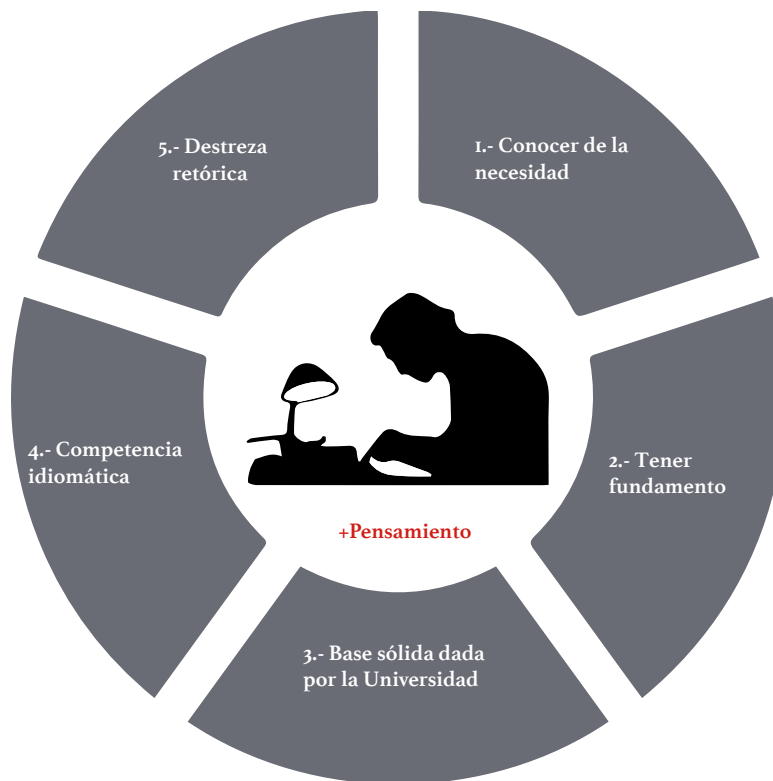 1.- Conocer de la
necesidad
2.- Tener
fundamento
3.- Base sólida dada
por la Universidad
4.- Competencia
idiomática
5.- Destreza
retórica
+Pensamiento